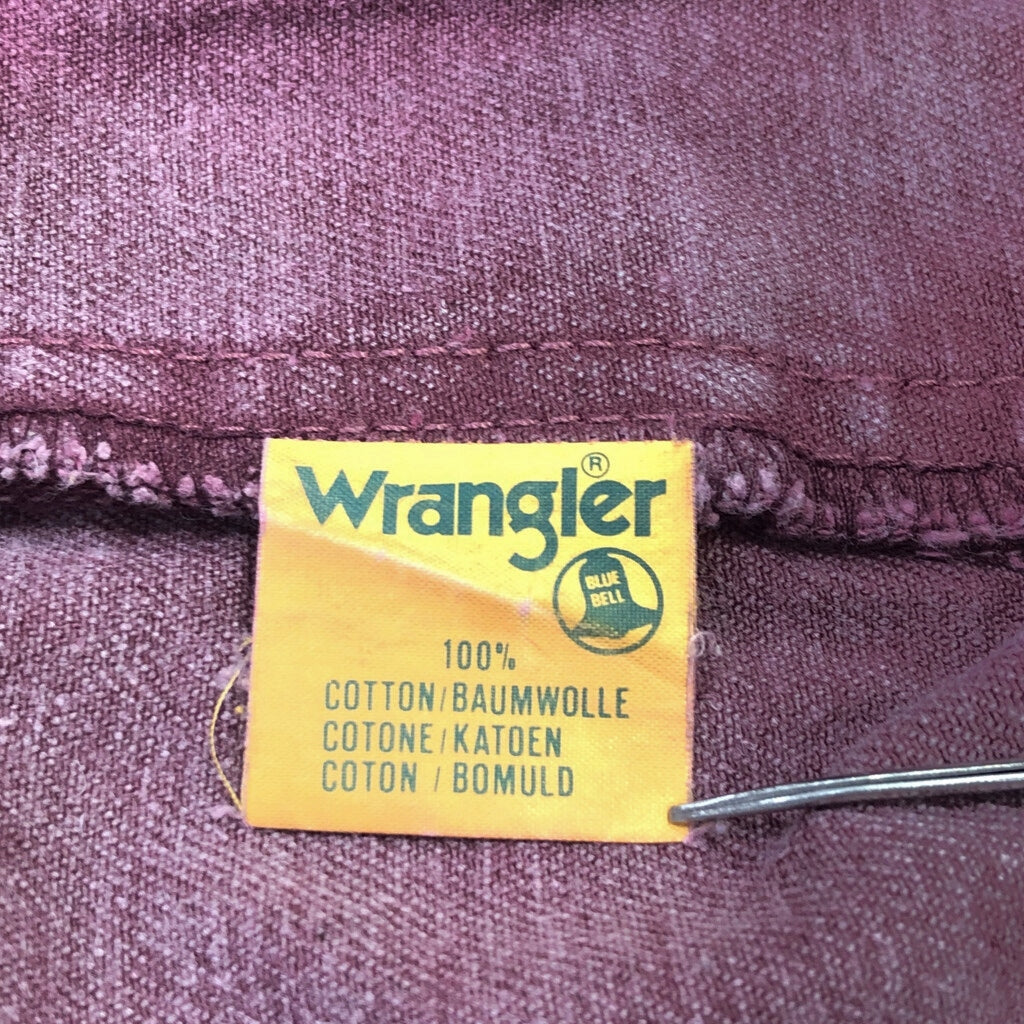 Wrangler®
BLUE
BELL
100%
COTTON/BAUMWOLLE
COTONE/KATOEN
COTON / BOMULD